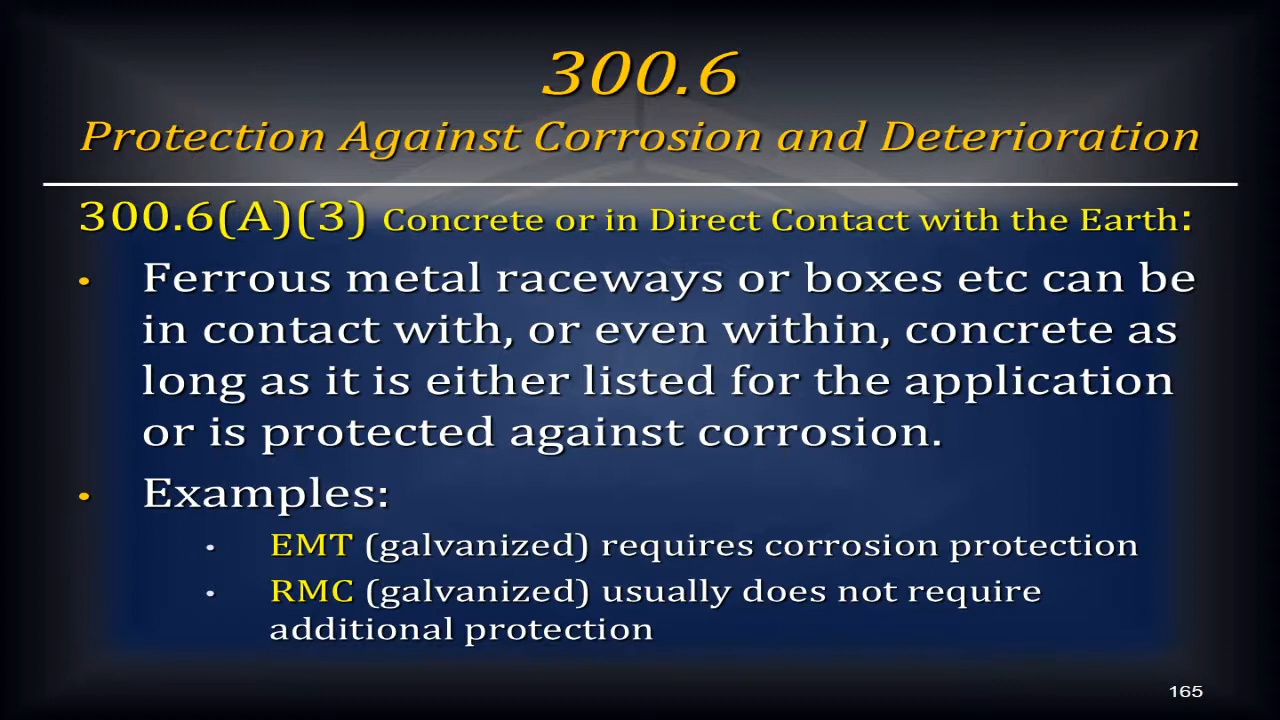 300.6
Protection Against Corrosion and Deterioration
300.6(A)(3) Concrete or in Direct Contact with the Earth:
• Ferrous metal raceways or boxes etc can be
in contact with, or even within, concrete as
long as it is either listed for the application
or is protected against corrosion.
• Examples:
• EMT (galvanized) requires corrosion protection
• RMC (galvanized) usually does not require
additional protection
165